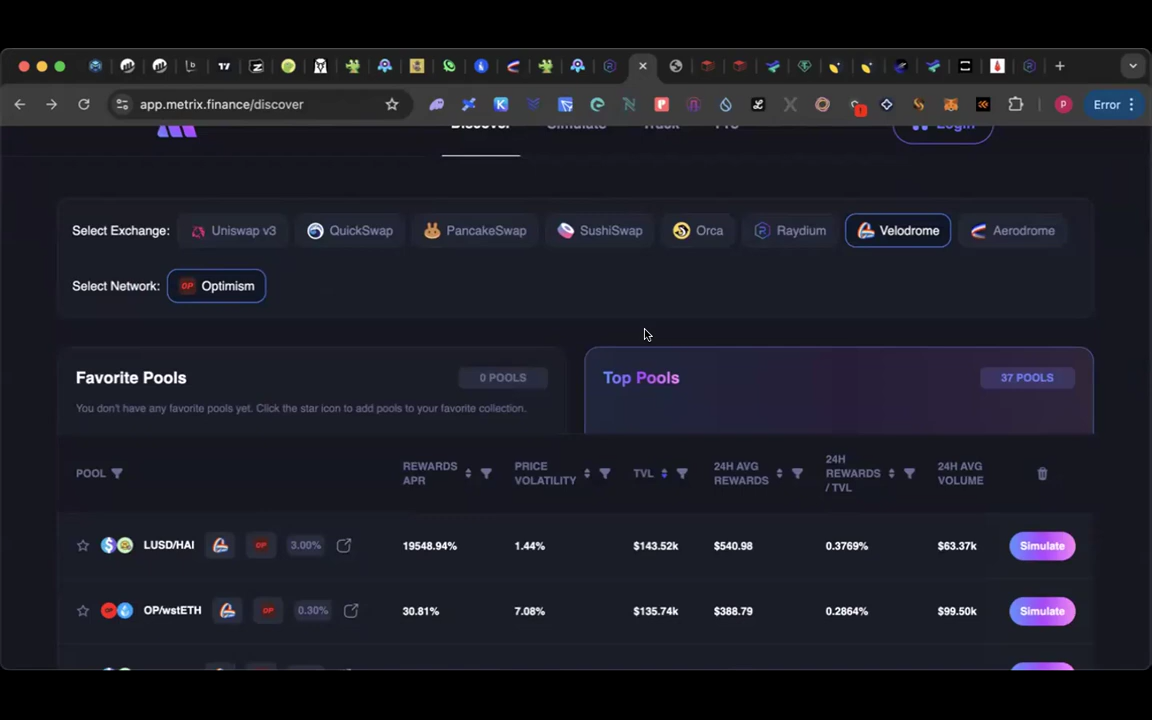 app.metrix.finance/discover
Error
Discover Simulate Track Pro Login
Select Exchange: Uniswap v3 QuickSwap PancakeSwap SushiSwap Orca Raydium Velodrome Aerodrome
Select Network: OP Optimism
Favorite Pools 0 POOLS
You don't have any favorite pools yet. Click the star icon to add pools to your favorite collection.
Top Pools 37 POOLS
POOL REWARDS APR PRICE VOLATILITY TVL 24H AVG REWARDS 24H REWARDS / TVL 24H AVG VOLUME
LUSD/HAI OP 3.00% 19548.94% 1.44% $143.52k $540.98 0.3769% $63.37k Simulate
OP/wstETH OP 0.30% 30.81% 7.08% $135.74k $388.79 0.2864% $99.50k Simulate